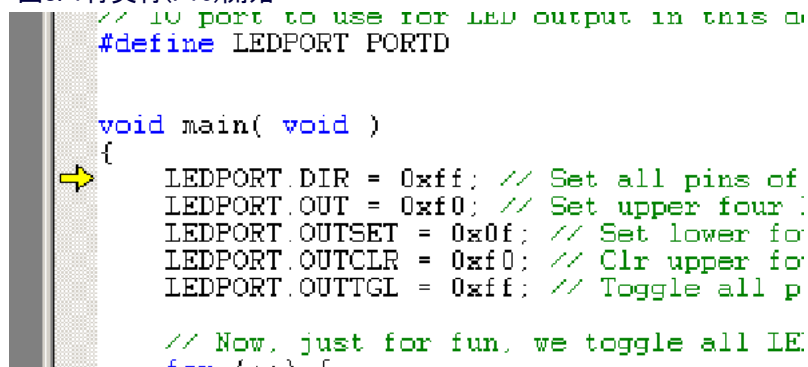 // IO port to use for LED output in this
#define LEDPORT PORTD
void main( void )
{
LEDPORT.DIR = 0xff; // Set all pins of
LEDPORT.OUT = 0xf0; // Set upper four
LEDPORT.OUTSET = 0x0f; // Set lower fo
LEDPORT.OUTCLR = 0xf0; // Clr upper fo
LEDPORT.OUTTGL = 0xff; // Toggle all p
// Now, just for fun, we toggle all LE
for (;;) {